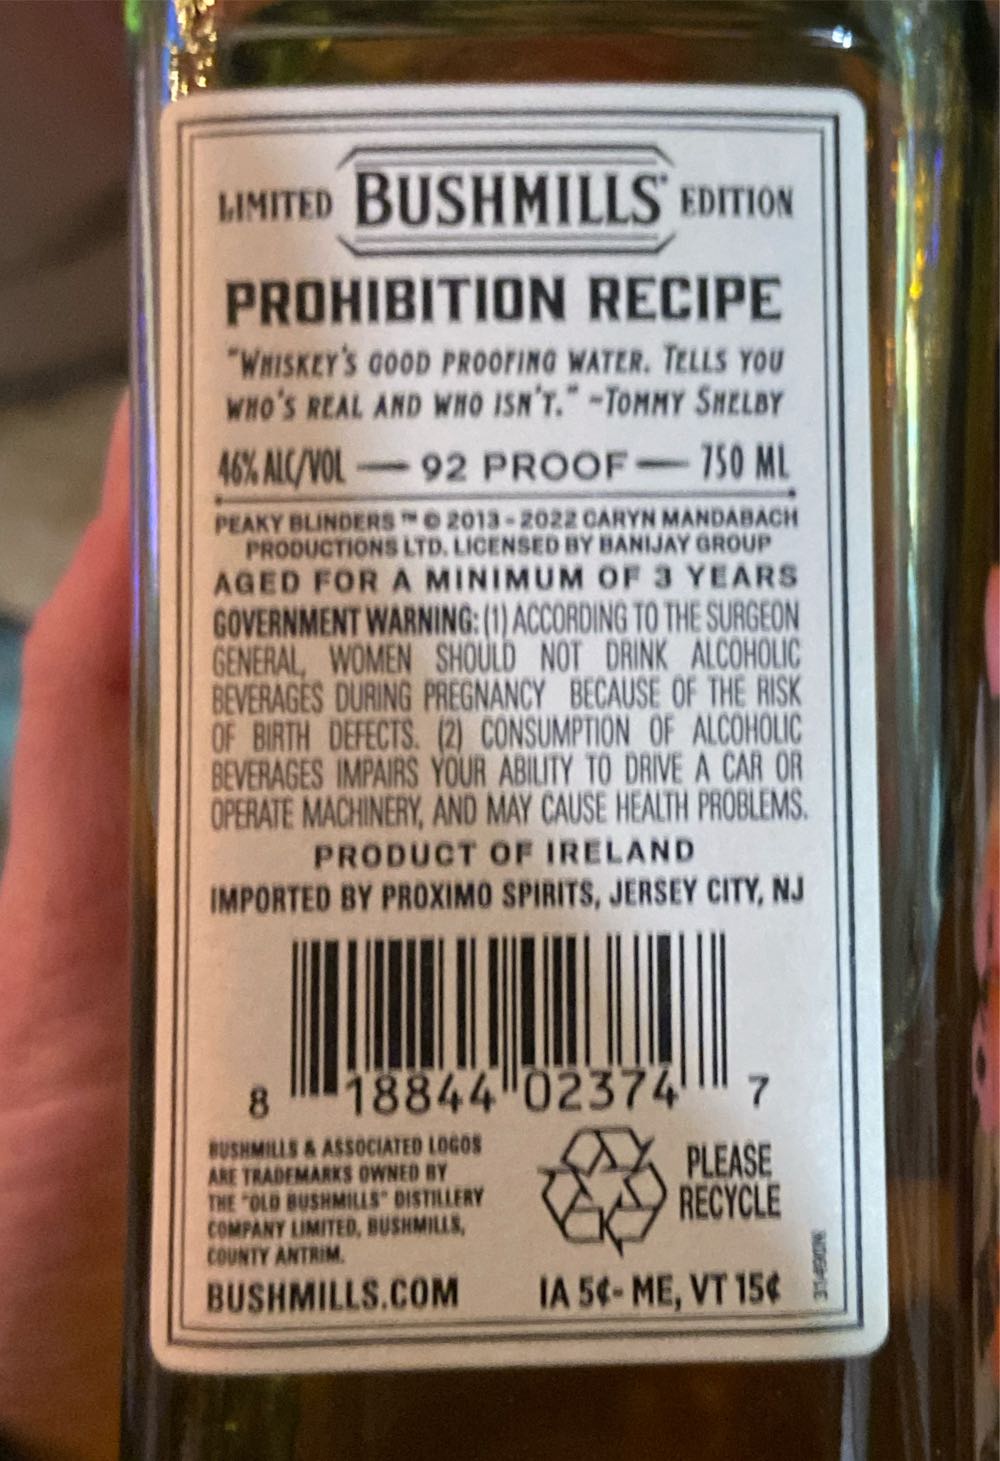 LIMITED BUSHMILLS® EDITION
PROHIBITION RECIPE
"WHISKEY'S GOOD PROOFING WATER. TELLS YOU
WHO'S REAL AND WHO ISN'T." ~TOMMY SHELBY
46% ALC/VOL — 92 PROOF — 750 ML
PEAKY BLINDERS ™ © 2013 - 2022 CARYN MANDABACH
PRODUCTIONS LTD. LICENSED BY BANIJAY GROUP
AGED FOR A MINIMUM OF 3 YEARS
GOVERNMENT WARNING: (1) ACCORDING TO THE SURGEON
GENERAL, WOMEN SHOULD NOT DRINK ALCOHOLIC
BEVERAGES DURING PREGNANCY BECAUSE OF THE RISK
OF BIRTH DEFECTS. (2) CONSUMPTION OF ALCOHOLIC
BEVERAGES IMPAIRS YOUR ABILITY TO DRIVE A CAR OR
OPERATE MACHINERY, AND MAY CAUSE HEALTH PROBLEMS.
PRODUCT OF IRELAND
IMPORTED BY PROXIMO SPIRITS, JERSEY CITY, NJ
8 18844 02374 7
BUSHMILLS & ASSOCIATED LOGOS
ARE TRADEMARKS OWNED BY
THE "OLD BUSHMILLS" DISTILLERY
COMPANY LIMITED, BUSHMILLS,
COUNTY ANTRIM.
BUSHMILLS.COM
PLEASE
RECYCLE
IA 5¢- ME, VT 15¢